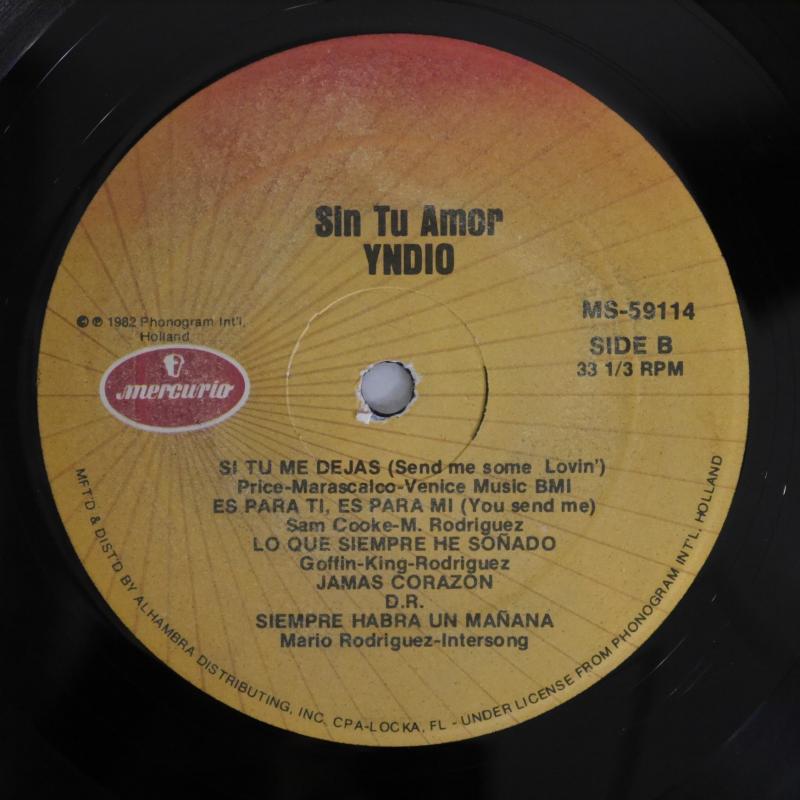 Sin Tu Amor
YNDIO
© ℗ 1982 Phonogram Int'l,
Holland
mercurio
MS-59114
SIDE B
33 1/3 RPM
SI TU ME DEJAS (Send me some Lovin')
Price-Marascalco-Venice Music BMI
ES PARA TI, ES PARA MI (You send me)
Sam Cooke-M. Rodriguez
LO QUE SIEMPRE HE SOÑADO
Goffin-King-Rodriguez
JAMAS CORAZON
D.R.
SIEMPRE HABRA UN MAÑANA
Mario Rodriguez-Intersong
MFT'D & DIST'D BY ALHAMBRA DISTRIBUTING, INC. CPA-LOCKA, FL - UNDER LICENSE FROM PHONOGRAM INT'L, HOLLAND